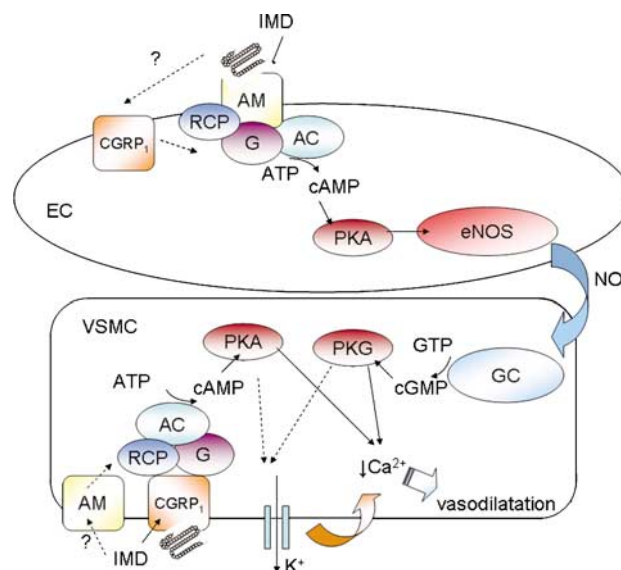 IMD
?
AM
RCP
G
AC
CGRP₁
ATP
cAMP
EC
PKA
eNOS
NO
VSMC
PKA
PKG
GTP
GC
cGMP
ATP
cAMP
AC
RCP
G
↓Ca²⁺
AM
CGRP₁
vasodilatation
?
IMD
K⁺